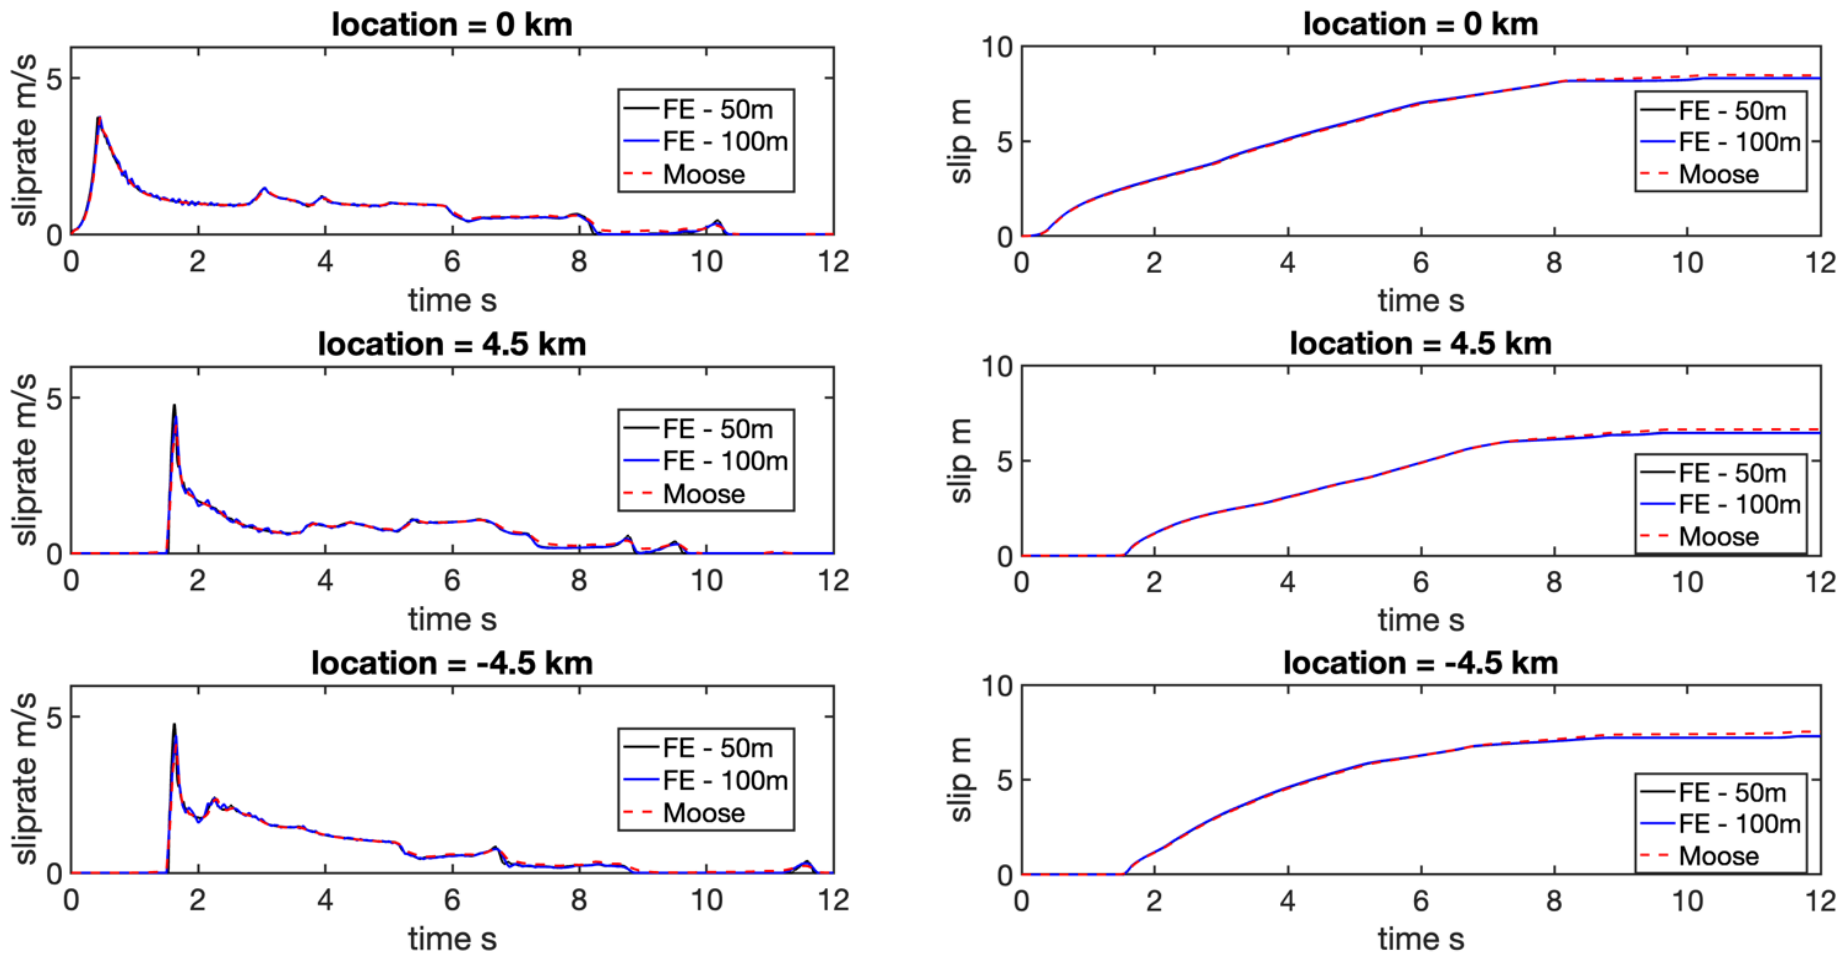 location = 0 km
sliprate m/s
5
0
FE - 50m
FE - 100m
Moose
0 2 4 6 8 10 12
time s
location = 0 km
slip m
10
5
0
FE - 50m
FE - 100m
Moose
0 2 4 6 8 10 12
time s
location = 4.5 km
sliprate m/s
5
0
FE - 50m
FE - 100m
Moose
0 2 4 6 8 10 12
time s
location = 4.5 km
slip m
10
5
0
FE - 50m
FE - 100m
Moose
0 2 4 6 8 10 12
time s
location = -4.5 km
sliprate m/s
5
0
FE - 50m
FE - 100m
Moose
0 2 4 6 8 10 12
time s
location = -4.5 km
slip m
10
5
0
FE - 50m
FE - 100m
Moose
0 2 4 6 8 10 12
time s